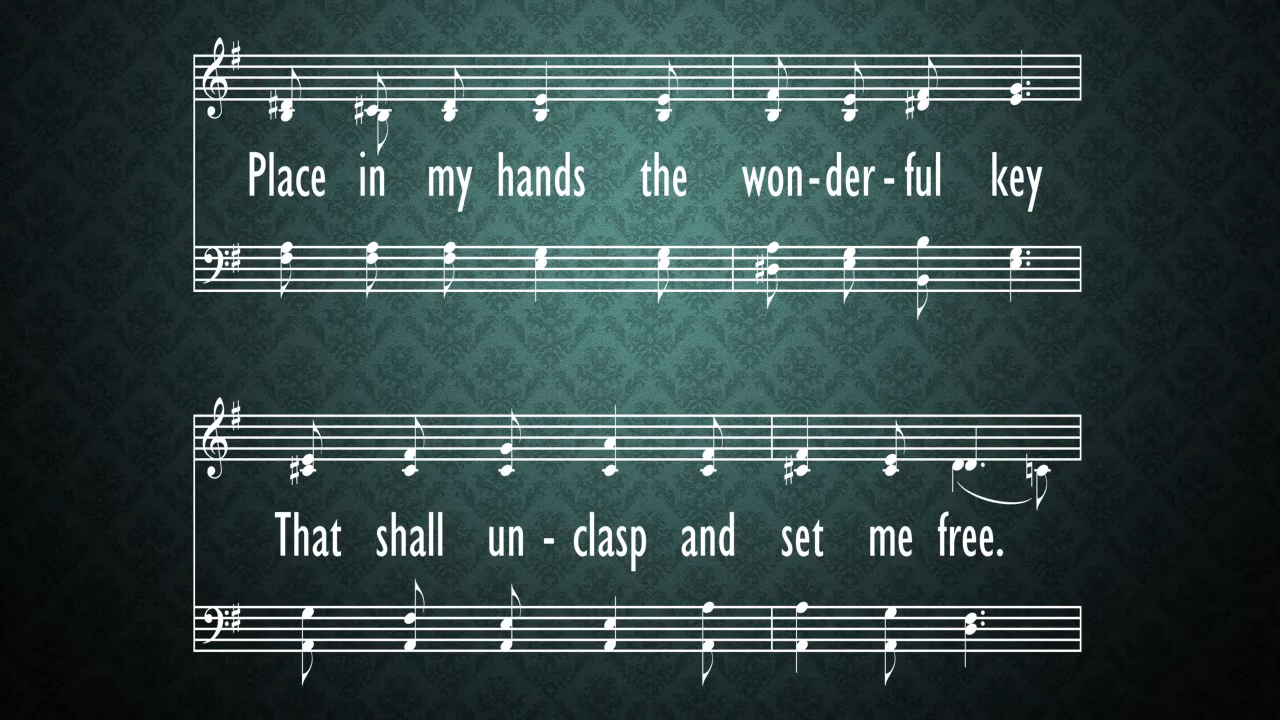 Place in my hands the won-der-ful key
That shall un-clasp and set me free.